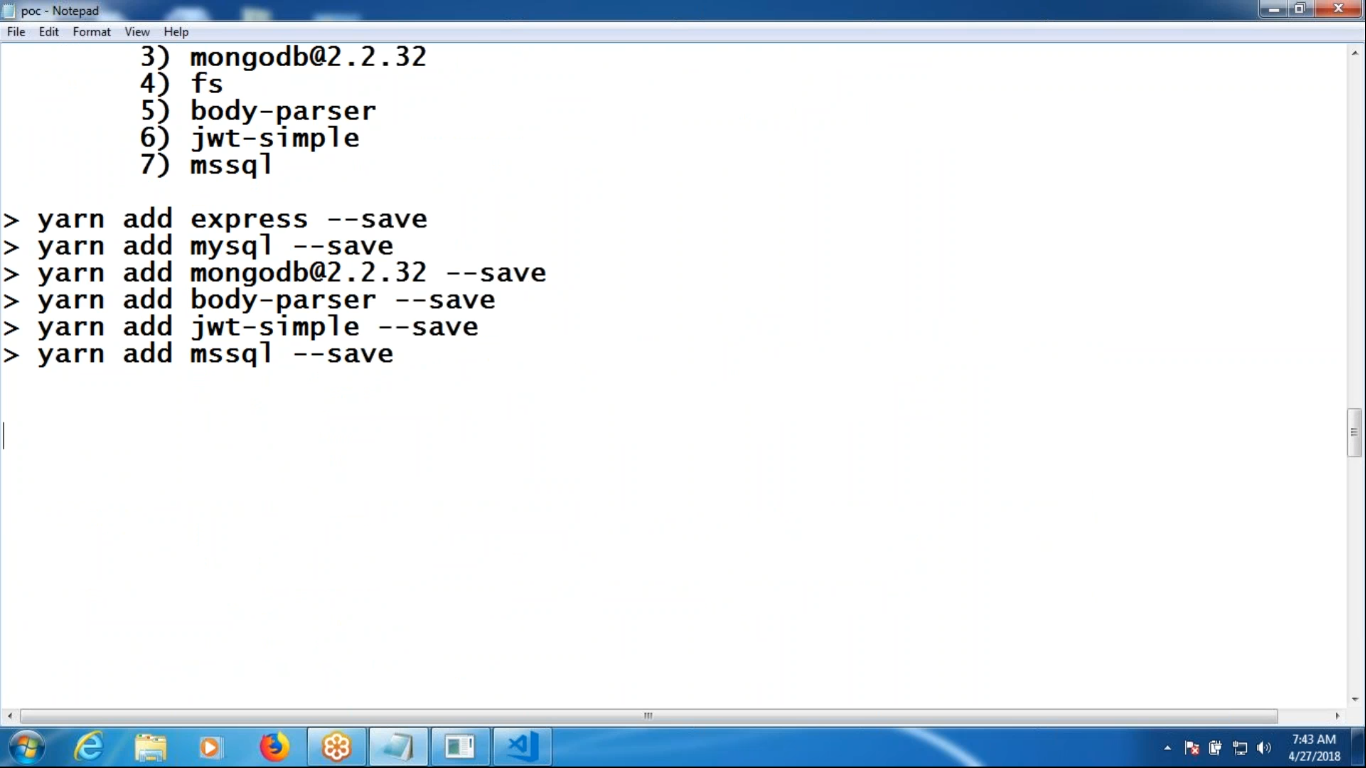 poc - Notepad
File Edit Format View Help
3) mongodb@2.2.32
4) fs
5) body-parser
6) jwt-simple
7) mssql
> yarn add express --save
> yarn add mysql --save
> yarn add mongodb@2.2.32 --save
> yarn add body-parser --save
> yarn add jwt-simple --save
> yarn add mssql --save
7:43 AM
4/27/2018